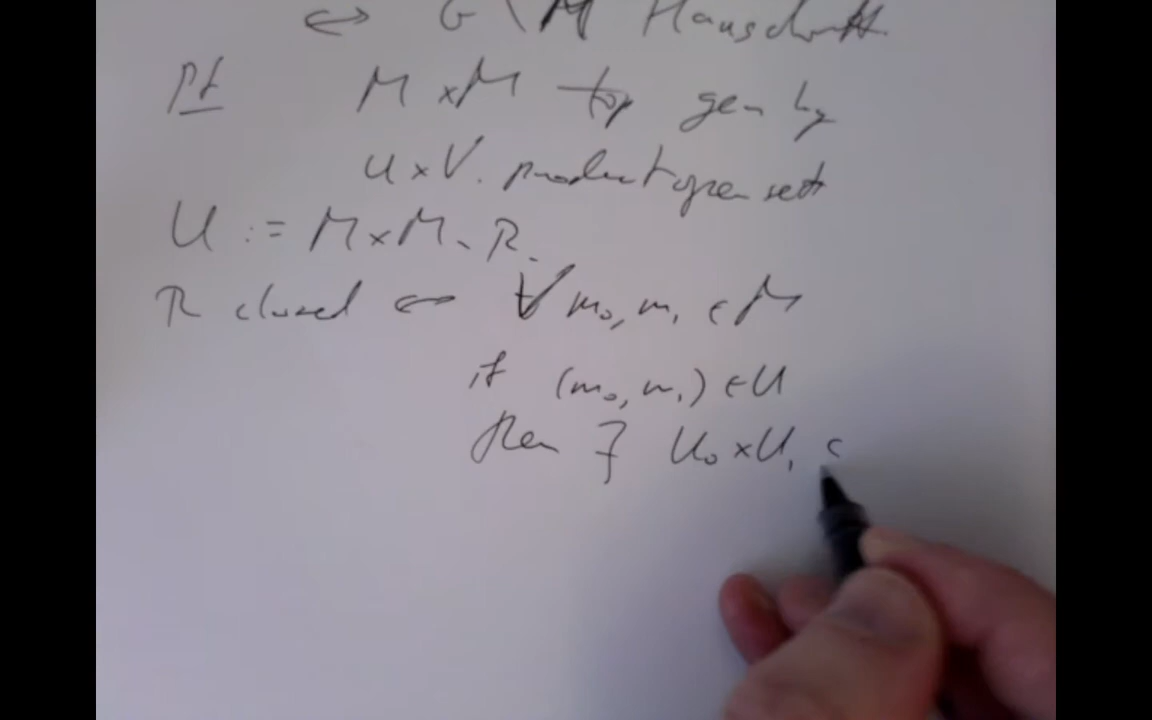 ↔ G \ M Hausdorff
Pf M × M top gen by
U × V. product open sets
U := M × M \ R.
R closed ↔ ∀ m₀, m₁ ∈ M
if (m₀, m₁) ∈ U
then ∃ U₀ × U₁ ⊂